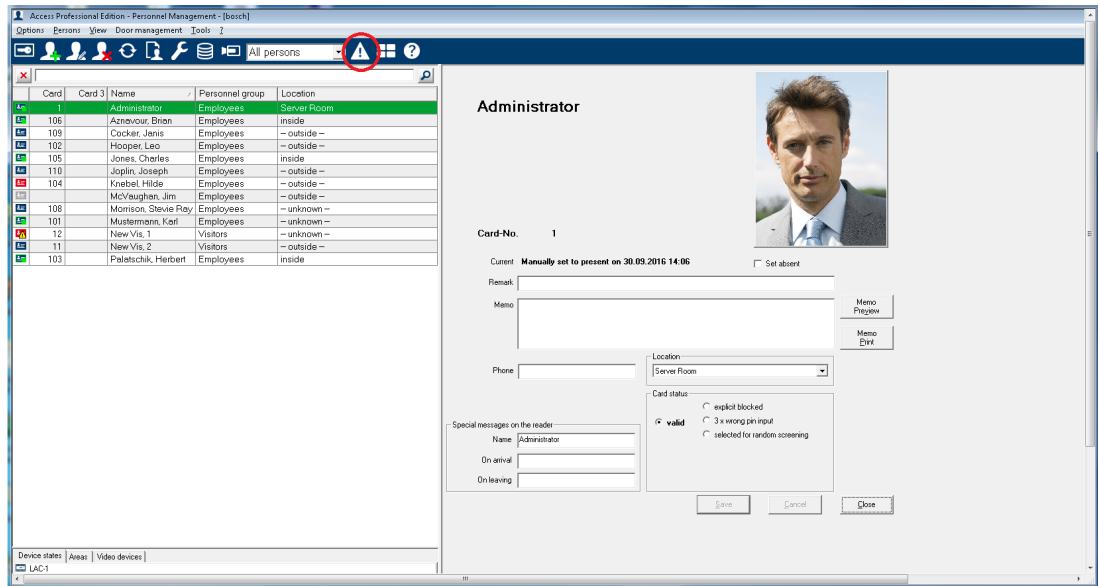 Access Professional Edition - Personnel Management - [bosch]
Options Persons View Door management Tools ?
All persons
Card Card 3 Name Personnel group Location
1 Administrator Employees Server Room
106 Aznavour, Brian Employees inside
109 Cocker, Janis Employees – outside –
102 Hooper, Leo Employees – outside –
105 Jones, Charles Employees inside
110 Joplin, Joseph Employees – outside –
104 Knebel, Hilde Employees – outside –
McVaughan, Jim Employees – outside –
108 Morrison, Stevie Ray Employees – unknown –
101 Mustermann, Karl Employees – unknown –
12 New Vis, 1 Visitors – unknown –
11 New Vis, 2 Visitors – outside –
103 Palatschik, Herbert Employees inside
Device states Areas Video devices
LAC-1
Administrator
Card-No. 1
Current Manually set to present on 30.09.2016 14:06 Set absent
Remark
Memo
Memo Preview
Memo Print
Phone
Location
Server Room
Card status
valid
explicit blocked
3 x wrong pin input
selected for random screening
Special messages on the reader
Name Administrator
On arrival
On leaving
Save Cancel Close